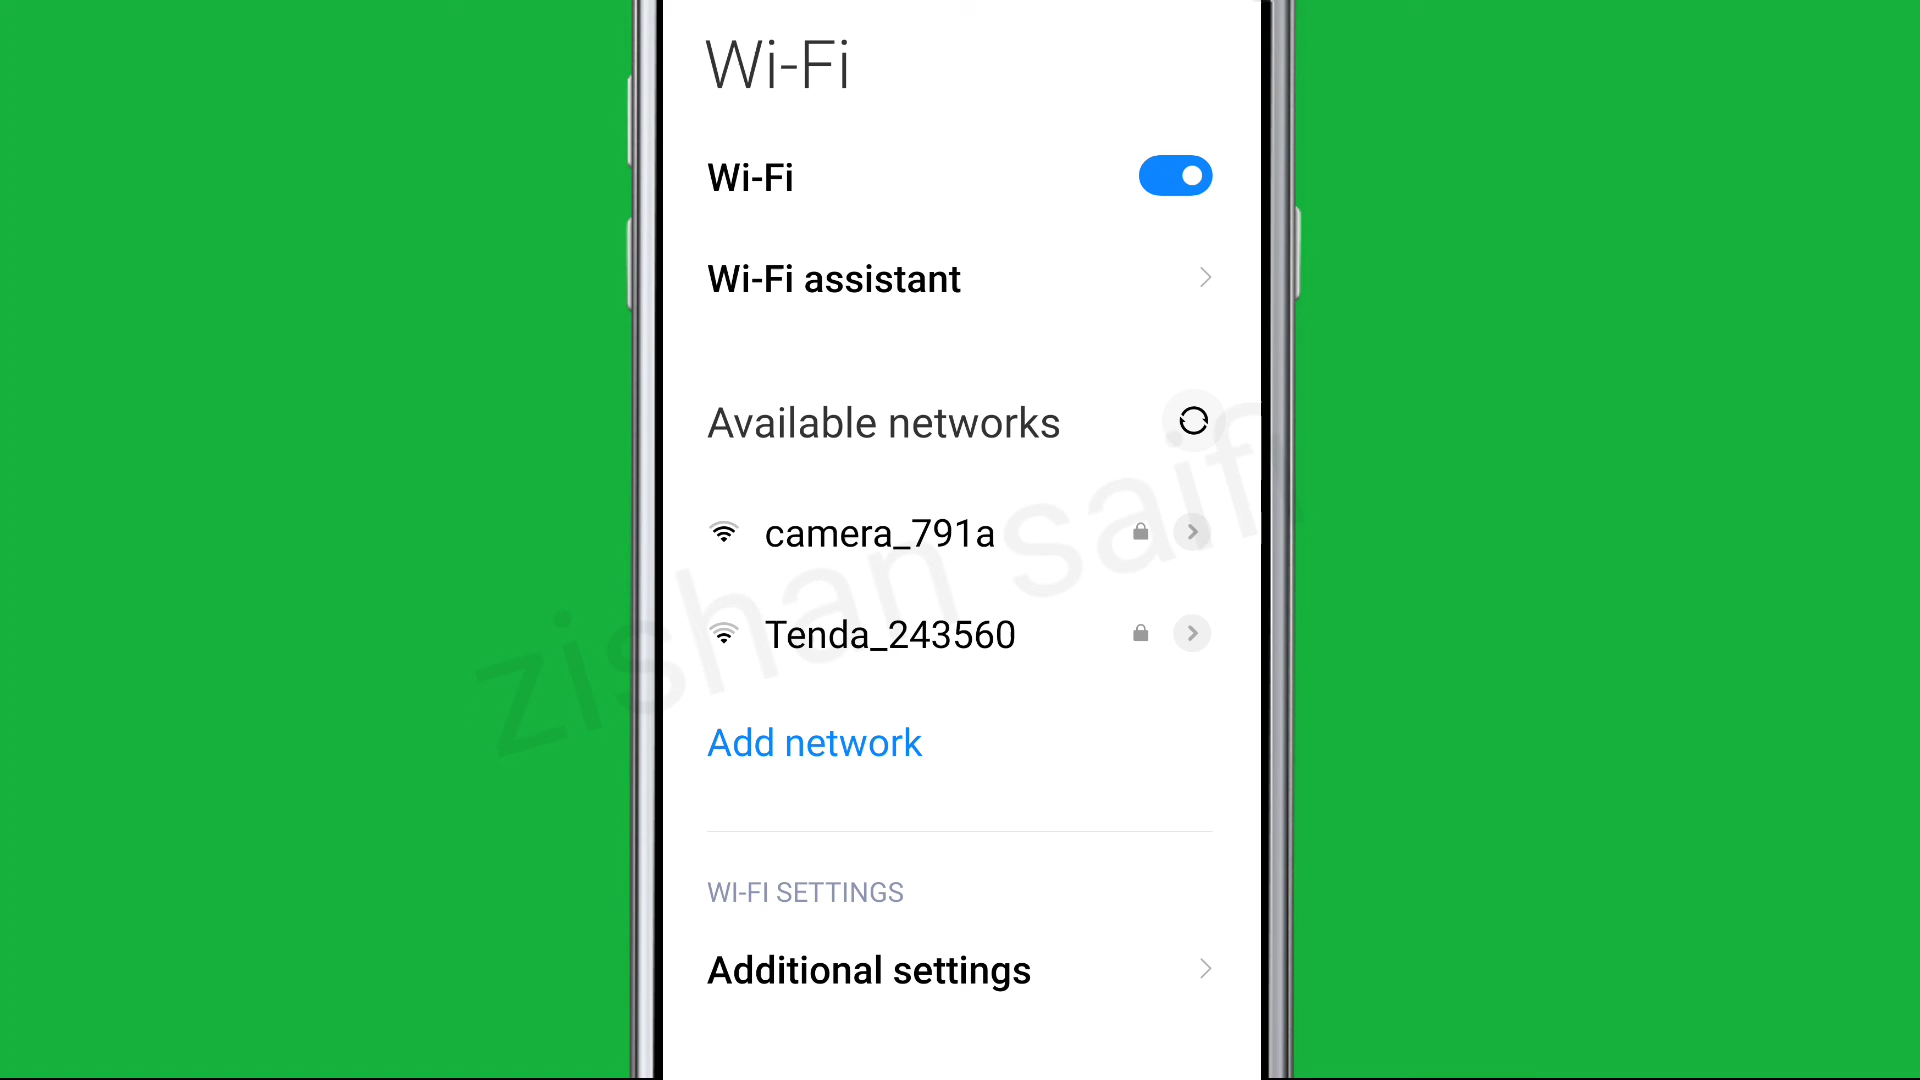 Wi-Fi
Wi-Fi
Wi-Fi assistant
Available networks
camera_791a
Tenda_243560
Add network
WI-FI SETTINGS
Additional settings
zishan saifi